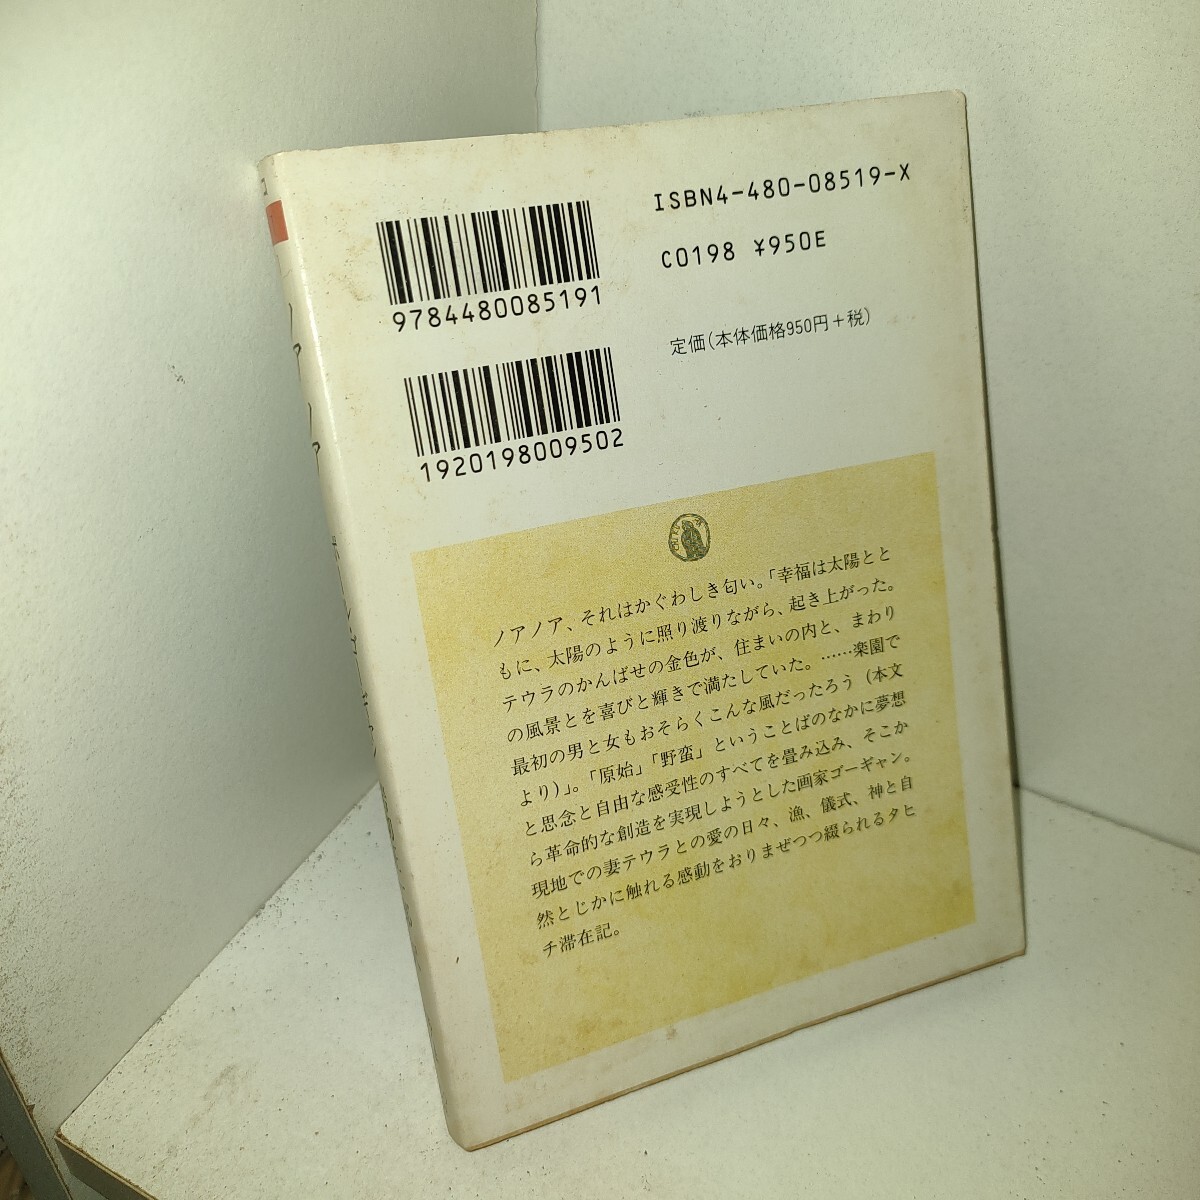 ISBN4-480-08519-X
C0198 ¥950E
定価(本体価格950円+税)
9784480085191
1920198009502
ノアノア、それはかぐわしき匂い。「幸福は太陽とと
もに、太陽のように照り渡りながら、起き上がった。
テウラのかんばせの金色が、住まいの内と、まわり
の風景とを喜びと輝きで満たしていた。……楽園で
最初の男と女もおそらくこんな風だったろう(本文
より)」。「原始」「野蛮」ということばのなかに夢想
と思念と自由な感受性のすべてを畳み込み、そこか
ら革命的な創造を実現しようとした画家ゴーギャン。
現地での妻テウラとの愛の日々、漁、儀式、神と自
然とじかに触れる感動をおりまぜつつ綴られるタヒ
チ滞在記。
ノアノア ポール・ゴーギャン